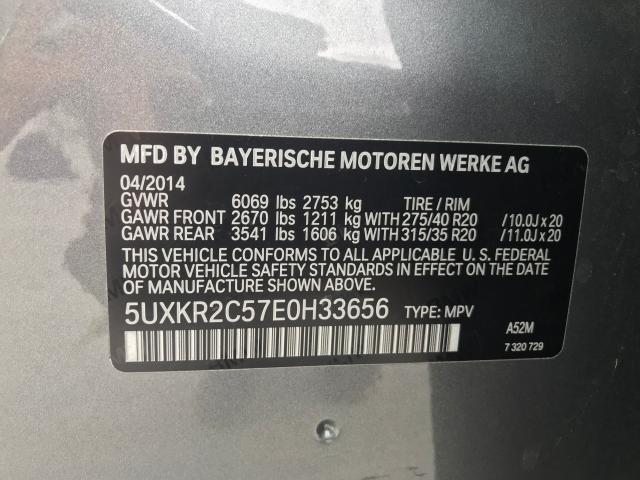 MFD BY BAYERISCHE MOTOREN WERKE AG
04/2014
GVWR 6069 lbs 2753 kg TIRE / RIM
GAWR FRONT 2670 lbs 1211 kg WITH 275/40 R20 /10.0J x 20
GAWR REAR 3541 lbs 1606 kg WITH 315/35 R20 /11.0J x 20
THIS VEHICLE CONFORMS TO ALL APPLICABLE U. S. FEDERAL
MOTOR VEHICLE SAFETY STANDARDS IN EFFECT ON THE DATE
OF MANUFACTURE SHOWN ABOVE.
5UXKR2C57E0H33656 TYPE: MPV
A52M
7 320 729